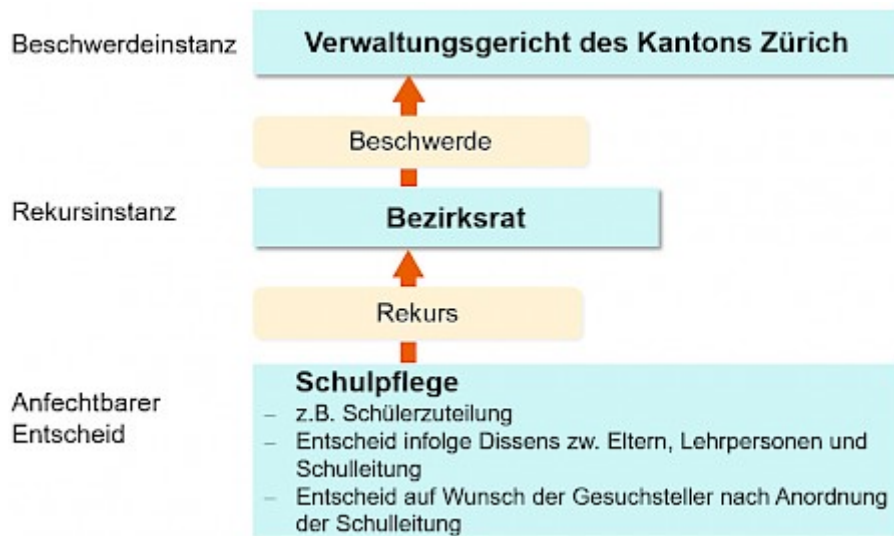 Beschwerdeinstanz
Verwaltungsgericht des Kantons Zürich
Beschwerde
Rekursinstanz
Bezirksrat
Rekurs
Anfechtbarer
Entscheid
Schulpflege
– z.B. Schülerzuteilung
– Entscheid infolge Dissens zw. Eltern, Lehrpersonen und
Schulleitung
– Entscheid auf Wunsch der Gesuchsteller nach Anordnung
der Schulleitung